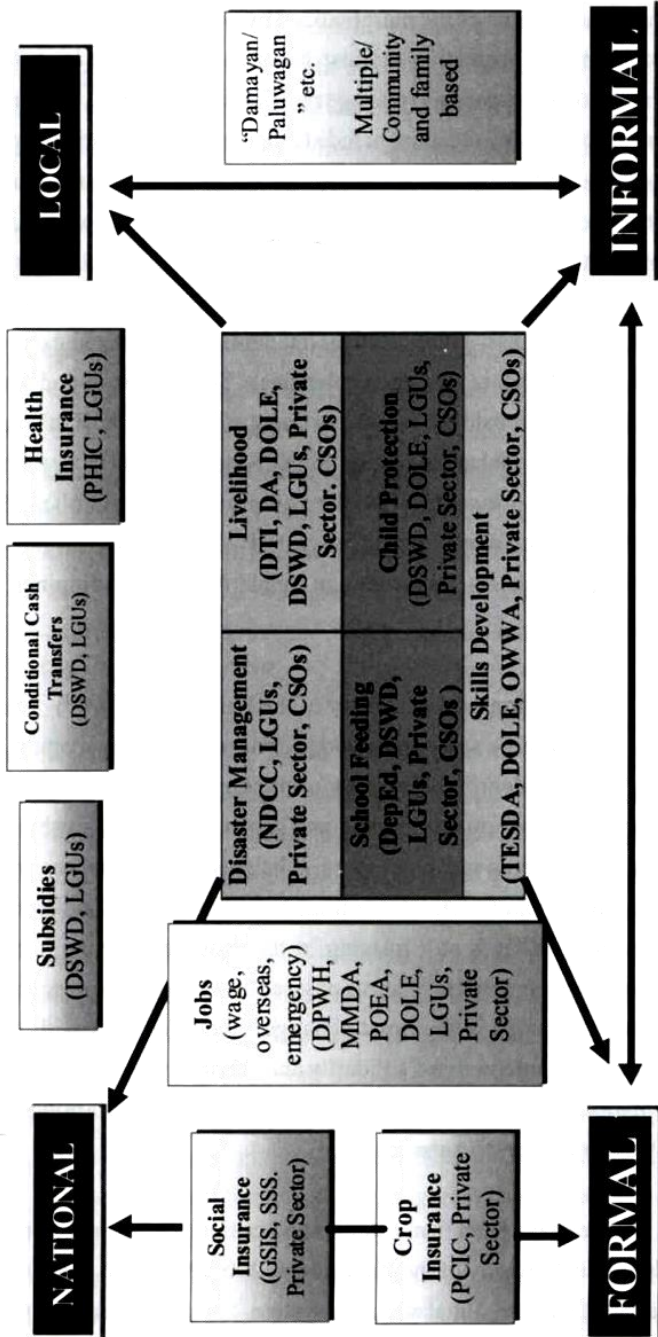 NATIONAL
LOCAL
Subsidies
(DSWD, LGUs)
Conditional Cash
Transfers
(DSWD, LGUs)
Health
Insurance
(PHIC, LGUs)
Social
Insurance
(GSIS, SSS.
Private Sector)
Crop
Insurance
(PCIC, Private
Sector)
Jobs
(wage,
overseas,
emergency)
(DPWH,
MMDA,
POEA,
DOLE,
LGUs,
Private
Sector)
Disaster Management
(NDCC, LGUs,
Private Sector, CSOs)
Livelihood
(DTI, DA, DOLE,
DSWD, LGUs, Private
Sector. CSOs)
School Feeding
(DepEd, DSWD,
LGUs, Private
Sector, CSOs )
Child Protection
(DSWD, DOLE, LGUs,
Private Sector, CSOs)
Skills Development
(TESDA, DOLE, OWWA, Private Sector, CSOs)
“Damayan/
Paluwagan
” etc.
Multiple/
Community
and family
based
FORMAL
INFORMAL